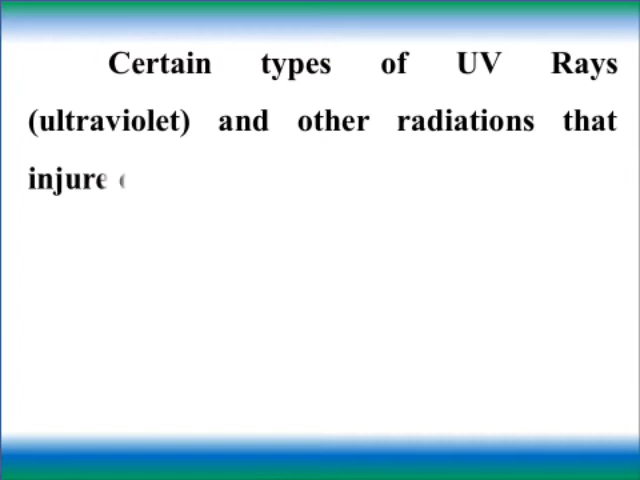 Certain types of UV Rays
(ultraviolet) and other radiations that
injure